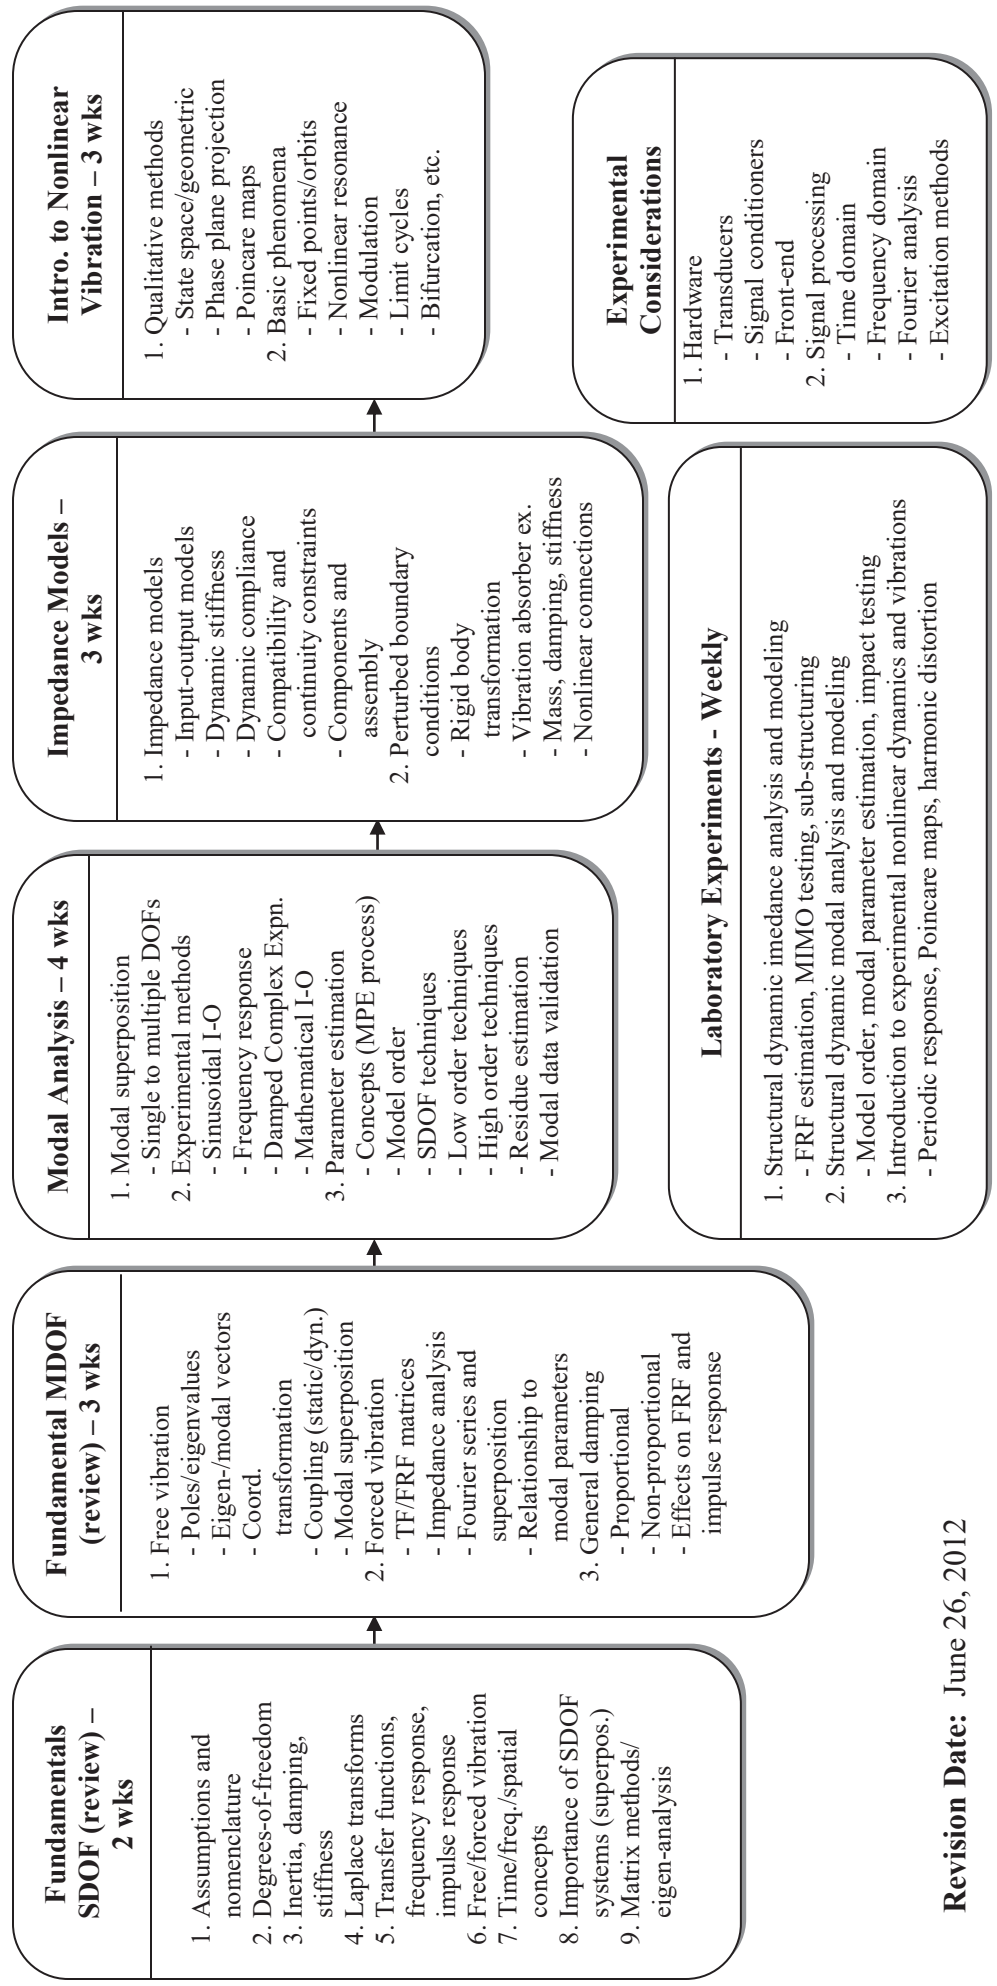 Fundamentals
SDOF (review) –
2 wks
1. Assumptions and
nomenclature
2. Degrees-of-freedom
3. Inertia, damping,
stiffness
4. Laplace transforms
5. Transfer functions,
frequency response,
impulse response
6. Free/forced vibration
7. Time/freq./spatial
concepts
8. Importance of SDOF
systems (superpos.)
9. Matrix methods/
eigen-analysis
Fundamental MDOF
(review) – 3 wks
1. Free vibration
- Poles/eigenvalues
- Eigen-/modal vectors
- Coord.
transformation
- Coupling (static/dyn.)
- Modal superposition
2. Forced vibration
- TF/FRF matrices
- Impedance analysis
- Fourier series and
superposition
- Relationship to
modal parameters
3. General damping
- Proportional
- Non-proportional
- Effects on FRF and
impulse response
Modal Analysis – 4 wks
1. Modal superposition
- Single to multiple DOFs
2. Experimental methods
- Sinusoidal I-O
- Frequency response
- Damped Complex Expn.
- Mathematical I-O
3. Parameter estimation
- Concepts (MPE process)
- Model order
- SDOF techniques
- Low order techniques
- High order techniques
- Residue estimation
- Modal data validation
Impedance Models –
3 wks
1. Impedance models
- Input-output models
- Dynamic stiffness
- Dynamic compliance
- Compatibility and
continuity constraints
- Components and
assembly
2. Perturbed boundary
conditions
- Rigid body
transformation
- Vibration absorber ex.
- Mass, damping, stiffness
- Nonlinear connections
Intro. to Nonlinear
Vibration – 3 wks
1. Qualitative methods
- State space/geometric
- Phase plane projection
- Poincare maps
2. Basic phenomena
- Fixed points/orbits
- Nonlinear resonance
- Modulation
- Limit cycles
- Bifurcation, etc.
Laboratory Experiments - Weekly
1. Structural dynamic imedance analysis and modeling
- FRF estimation, MIMO testing, sub-structuring
2. Structural dynamic modal analysis and modeling
- Model order, modal parameter estimation, impact testing
3. Introduction to experimental nonlinear dynamics and vibrations
- Periodic response, Poincare maps, harmonic distortion
Experimental
Considerations
1. Hardware
- Transducers
- Signal conditioners
- Front-end
2. Signal processing
- Time domain
- Frequency domain
- Fourier analysis
- Excitation methods
Revision Date: June 26, 2012